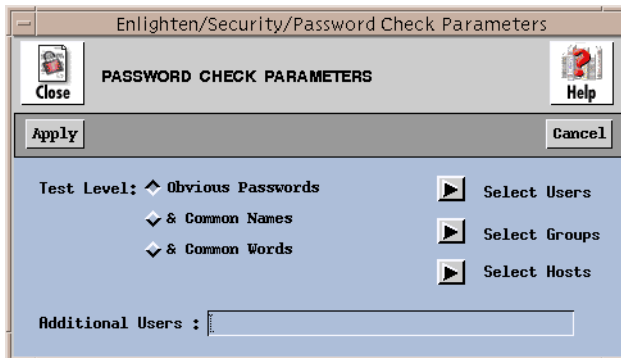 Enlighten/Security/Password Check Parameters
Close
PASSWORD CHECK PARAMETERS
Help
Apply
Cancel
Test Level:
Obvious Passwords
& Common Names
& Common Words
Select Users
Select Groups
Select Hosts
Additional Users :